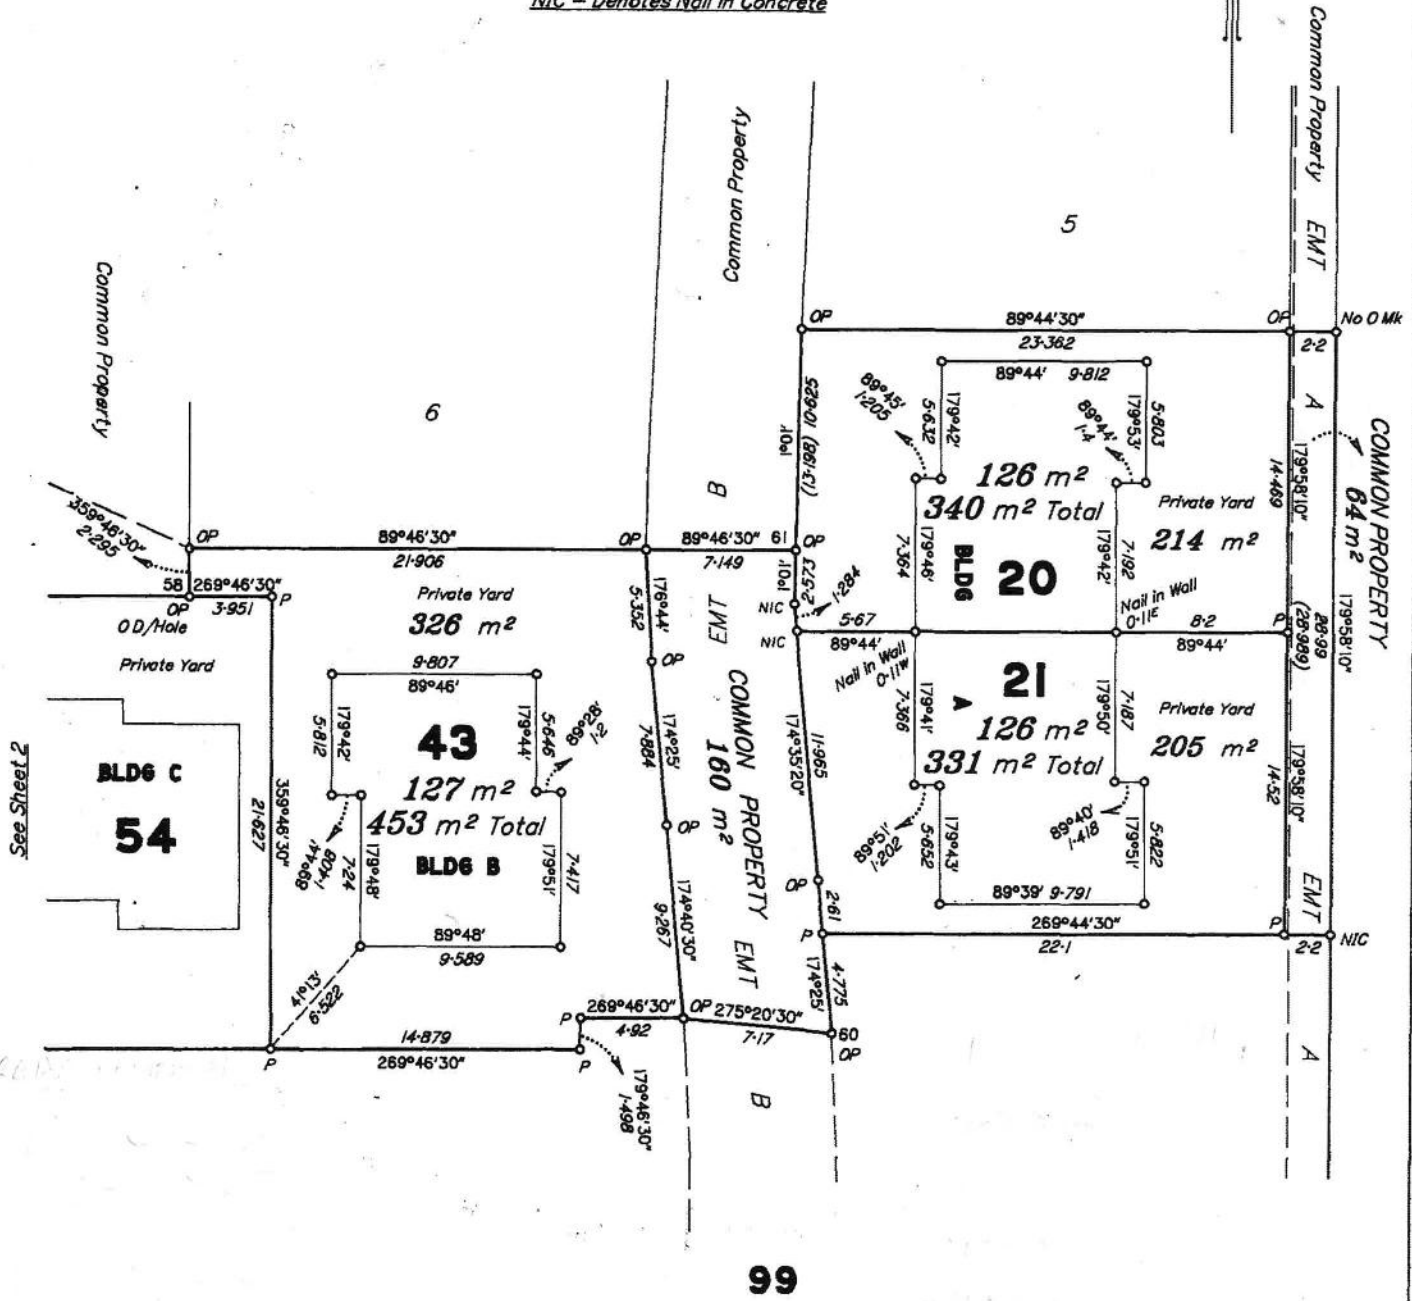 NIC - Denotes Nail in Concrete
Common Property
EMT
A
Common Property
5
Common Property
6
OP
89°44'30"
23·362
OP
No O Mk
2·2
89°44' 9·812
89°45'
1·205
5·632
179°42'
89°44'
1·4
179°53'
5·803
10·625 (13·198)
1°01'
126 m²
340 m² Total
Private Yard
214 m²
BLDG
20
7·364
179°46'
179°42'
7·192
14·469
179°58'10"
COMMON PROPERTY
64 m²
179°58'10"
28·99
(28·989)
B
359°46'30"
2·295
OP
89°46'30"
21·906
OP
89°46'30" 61
7·149
OP
1°01'
2·573
NIC
1·284
NIC
5·67
89°44'
Nail in Wall
0·11W
Nail in Wall
0·11E
8·2
89°44'
P
58 269°46'30"
OP 3·951
P
O D/Hole
Private Yard
Private Yard
326 m²
5·352
176°44'
OP
EMT
COMMON PROPERTY
160 m²
EMT
21
A
126 m²
331 m² Total
Private Yard
205 m²
7·366
179°41'
179°50'
7·187
9·807
89°46'
5·812
179°42'
43
127 m²
453 m² Total
BLDG B
179°44'
5·646
89°28'
1·2
7·884
174°25'
OP
174°35'20"
11·965
14·52
179°58'10"
See Sheet 2
BLDG C
54
21·627
359°46'30"
89°44'
1·408
7·24
179°48'
179°51'
7·417
89°51'
1·202
5·652
179°43'
89°40'
1·418
179°51'
5·822
89°39' 9·791
OP
2·61
P
269°44'30"
22·1
P
2·2
NIC
EMT
89°48'
9·589
9·267
174°40'30"
41°13'
6·522
4·775
174°25'
P
269°46'30"
4·92
OP
275°20'30"
7·17
60
OP
P
14·879
269°46'30"
P
179°46'30"
1·498
B
A
99